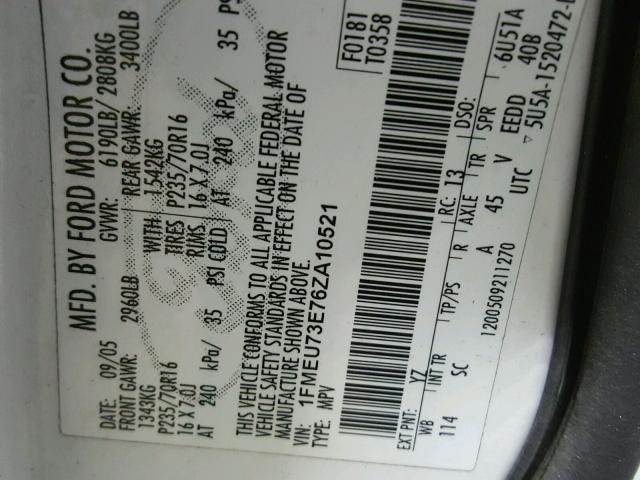 MFD. BY FORD MOTOR CO.
DATE: 09/05 GVWR: 6190LB/ 2808KG
FRONT GAWR: 2960LB REAR GAWR: 3400LB
1343KG WITH 1542KG
P235/70R16 TIRES P235/70R16
16 X 7.0J RIMS 16 X 7.0J
AT 240 kPa/ 35 PSI COLD AT 240 kPa/ 35 PS
THIS VEHICLE CONFORMS TO ALL APPLICABLE FEDERAL MOTOR
VEHICLE SAFETY STANDARDS IN EFFECT ON THE DATE OF
MANUFACTURE SHOWN ABOVE.
VIN: 1FMEU73E76ZA10521
TYPE: MPV
F0181
T0358
EXT PNT: YZ RC: 13 DSO:
WB INT TR TP/PS R AXLE TR SPR 6U51A
114 SC A 45 V EEDD 40B
1200509211270 UTC ▽ 5U5A-1520472-